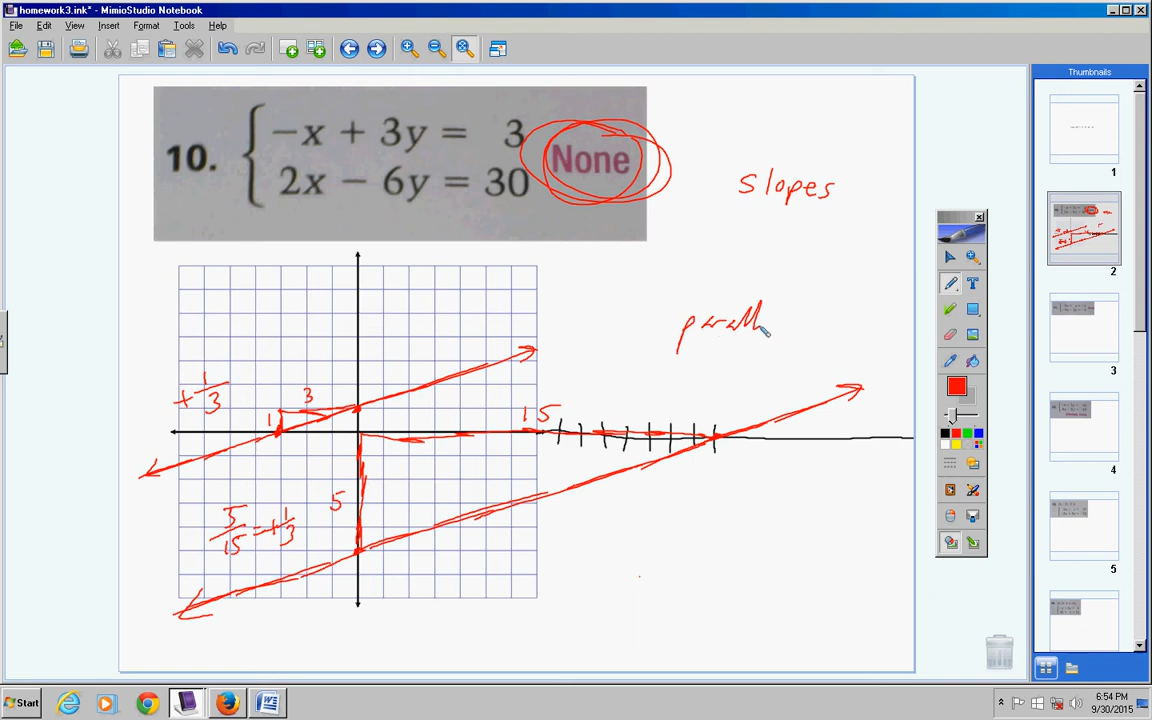 homework3.ink* - MimioStudio Notebook
File Edit View Insert Format Tools Help
Thumbnails
10. { -x + 3y = 3
2x - 6y = 30
None
slopes
parall
+1/3
1
3
15
5
5/15 = +1/3
1
2
3
4
5
Start
6:54 PM
9/30/2015